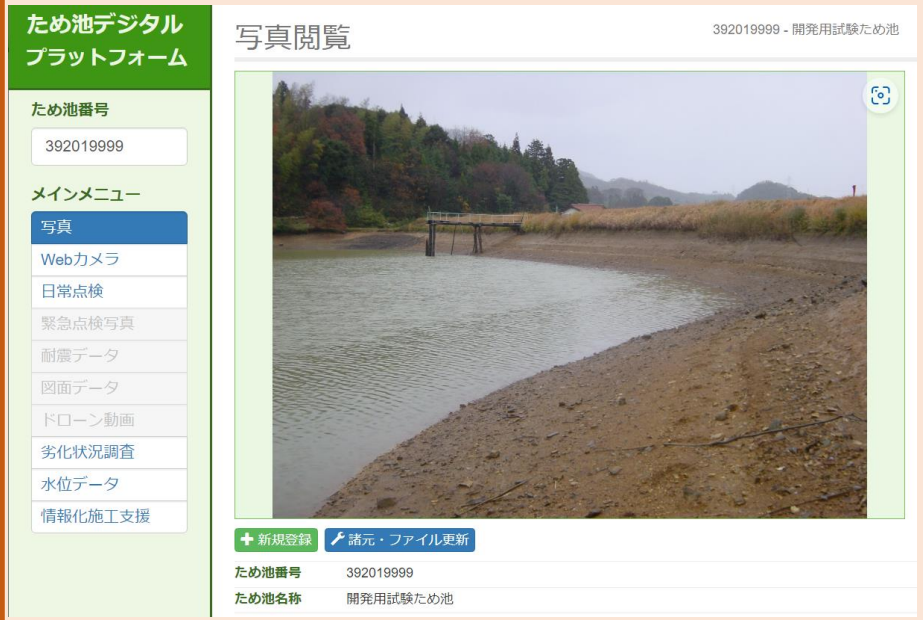 ため池デジタル
プラットフォーム
ため池番号
392019999
メインメニュー
写真
Webカメラ
日常点検
緊急点検写真
耐震データ
図面データ
ドローン動画
劣化状況調査
水位データ
情報化施工支援
写真閲覧
392019999 - 開発用試験ため池
新規登録 諸元・ファイル更新
ため池番号 392019999
ため池名称 開発用試験ため池